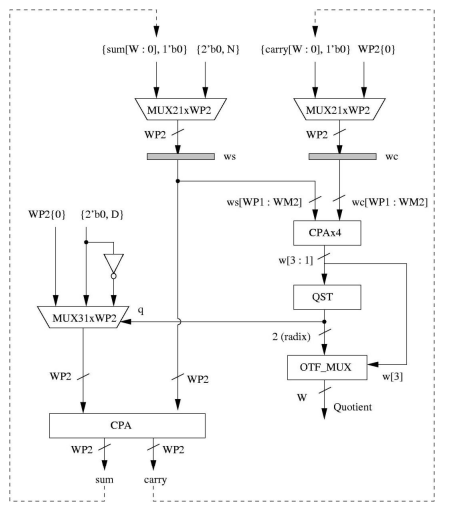 {sum[W : 0], 1'b0} {2'b0, N} {carry[W : 0], 1'b0} WP2{0}
MUX21xWP2 MUX21xWP2
WP2 WP2
ws wc
ws[WP1 : WM2] wc[WP1 : WM2]
WP2{0} {2'b0, D}
CPAx4
w[3 : 1]
QST
q
MUX31xWP2
2 (radix)
OTF_MUX
w[3]
WP2 WP2
W
Quotient
CPA
WP2 WP2
sum carry